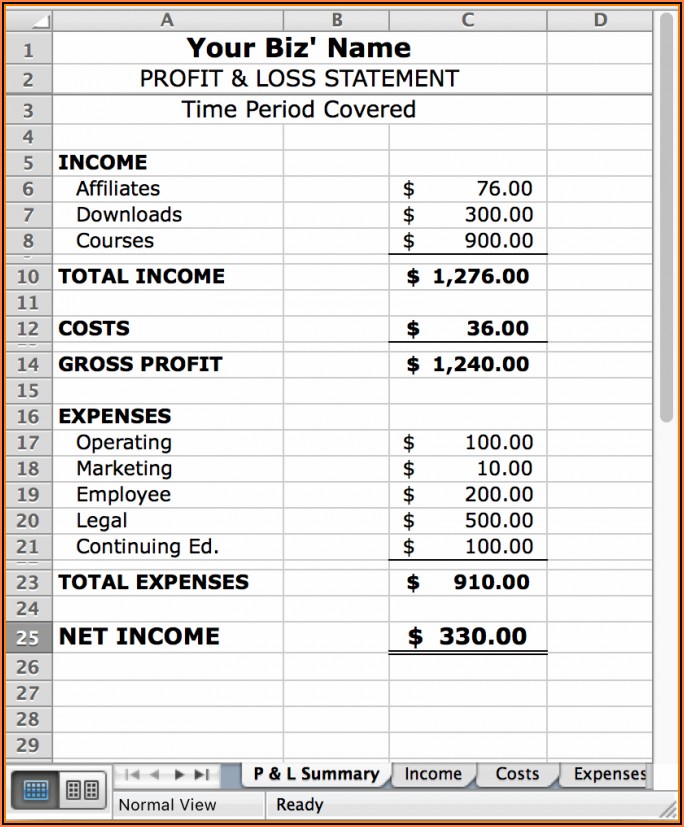 A B C D
1 Your Biz' Name
2 PROFIT & LOSS STATEMENT
3 Time Period Covered
4
5 INCOME
6 Affiliates $ 76.00
7 Downloads $ 300.00
8 Courses $ 900.00
10 TOTAL INCOME $ 1,276.00
11
12 COSTS $ 36.00
14 GROSS PROFIT $ 1,240.00
15
16 EXPENSES
17 Operating $ 100.00
18 Marketing $ 10.00
19 Employee $ 200.00
20 Legal $ 500.00
21 Continuing Ed. $ 100.00
23 TOTAL EXPENSES $ 910.00
24
25 NET INCOME $ 330.00
26
27
28
29
P & L Summary Income Costs Expenses
Normal View Ready